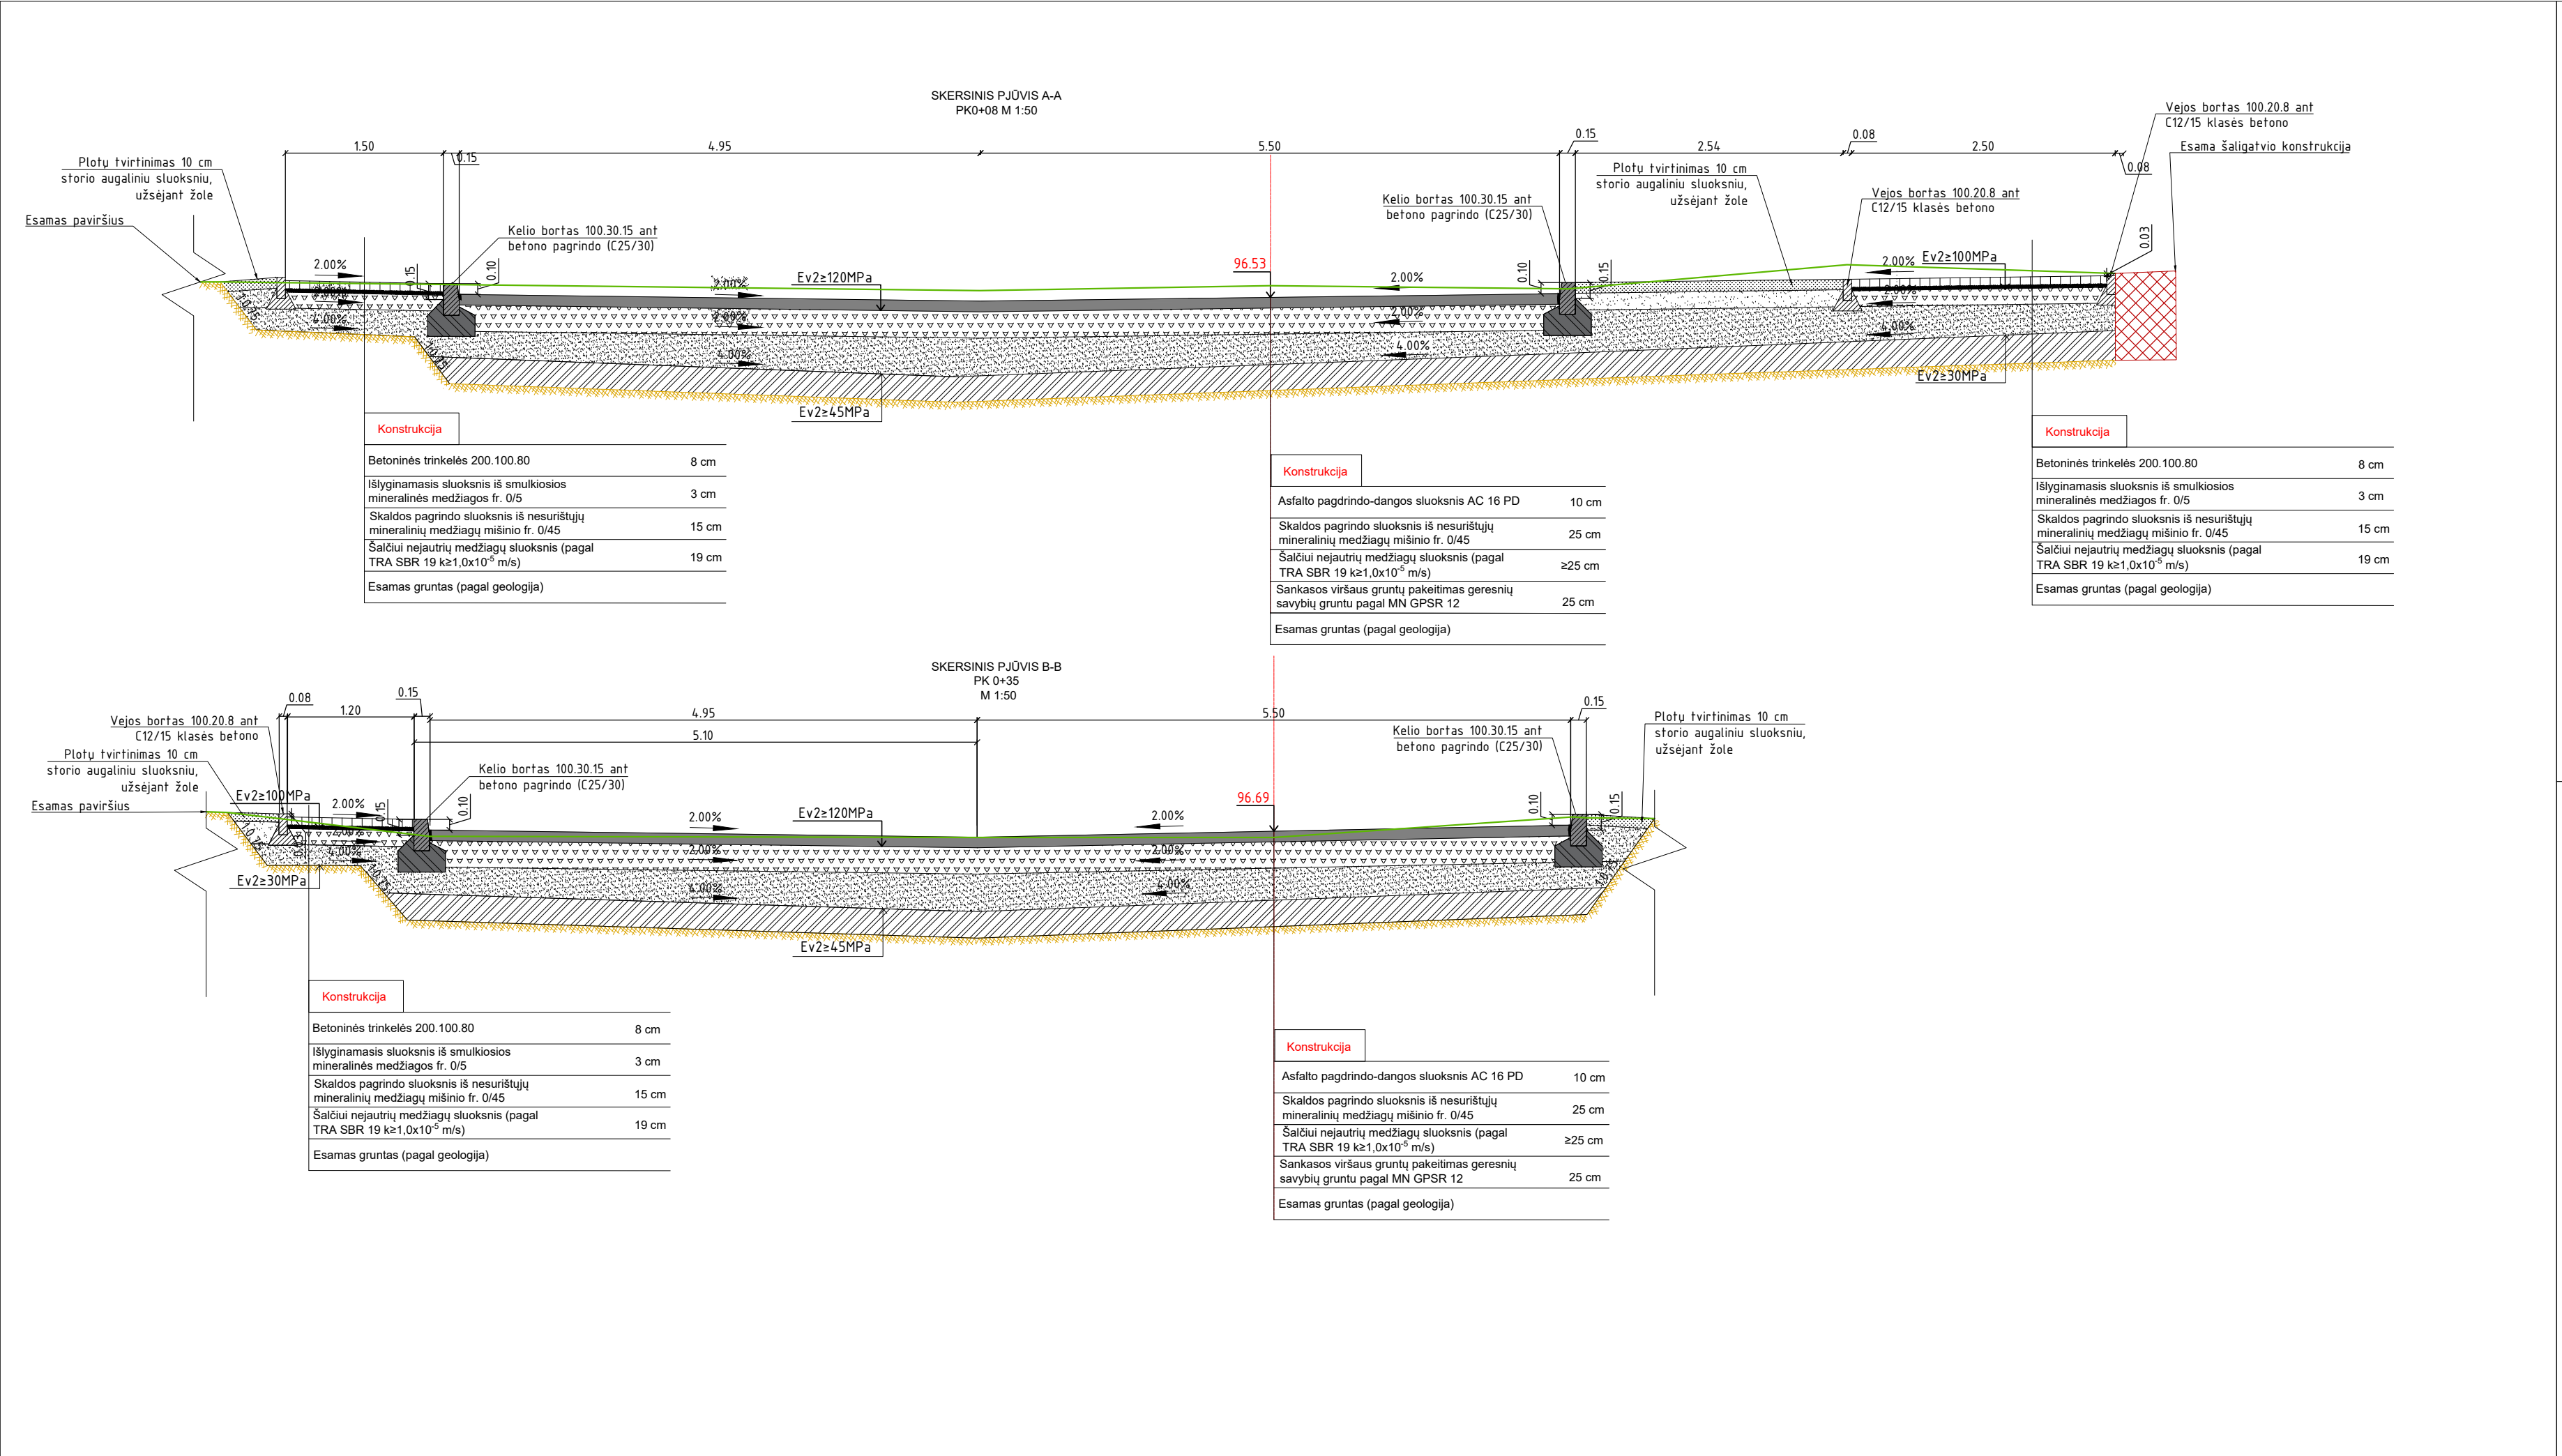 SKERSINIS PJŪVIS A-A
PK0+08 M 1:50
1.50
0.15
4.95
5.50
0.15
2.54
0.08
2.50
0.08
Plotų tvirtinimas 10 cm
storio augaliniu sluoksniu,
užsėjant žole
Esamas paviršius
Kelio bortas 100.30.15 ant
betono pagrindo (C25/30)
Kelio bortas 100.30.15 ant
betono pagrindo (C25/30)
Plotų tvirtinimas 10 cm
storio augaliniu sluoksniu,
užsėjant žole
Vejos bortas 100.20.8 ant
C12/15 klasės betono
Vejos bortas 100.20.8 ant
C12/15 klasės betono
Esama šaligatvio konstrukcija
2.00%
2.00%
4.00%
1:0.75
0.15
0.10
2.00%
2.00%
4.00%
Ev2≥120MPa
Ev2≥45MPa
96.53
2.00%
2.00%
4.00%
0.10
0.15
2.00%
2.00%
4.00%
Ev2≥100MPa
Ev2≥30MPa
0.03
Konstrukcija
Betoninės trinkelės 200.100.80 8 cm
Išlyginamasis sluoksnis iš smulkiosios
mineralinės medžiagos fr. 0/5 3 cm
Skaldos pagrindo sluoksnis iš nesurištųjų
mineralinių medžiagų mišinio fr. 0/45 15 cm
Šalčiui nejautrių medžiagų sluoksnis (pagal
TRA SBR 19 k≥1,0x10⁻⁵ m/s) 19 cm
Esamas gruntas (pagal geologija)
Konstrukcija
Asfalto pagdrindo-dangos sluoksnis AC 16 PD 10 cm
Skaldos pagrindo sluoksnis iš nesurištųjų
mineralinių medžiagų mišinio fr. 0/45 25 cm
Šalčiui nejautrių medžiagų sluoksnis (pagal
TRA SBR 19 k≥1,0x10⁻⁵ m/s) ≥25 cm
Sankasos viršaus gruntų pakeitimas geresnių
savybių gruntu pagal MN GPSR 12 25 cm
Esamas gruntas (pagal geologija)
Konstrukcija
Betoninės trinkelės 200.100.80 8 cm
Išlyginamasis sluoksnis iš smulkiosios
mineralinės medžiagos fr. 0/5 3 cm
Skaldos pagrindo sluoksnis iš nesurištųjų
mineralinių medžiagų mišinio fr. 0/45 15 cm
Šalčiui nejautrių medžiagų sluoksnis (pagal
TRA SBR 19 k≥1,0x10⁻⁵ m/s) 19 cm
Esamas gruntas (pagal geologija)
SKERSINIS PJŪVIS B-B
PK 0+35
M 1:50
0.08
1.20
0.15
4.95
5.10
5.50
0.15
Vejos bortas 100.20.8 ant
C12/15 klasės betono
Plotų tvirtinimas 10 cm
storio augaliniu sluoksniu,
užsėjant žole
Esamas paviršius
Kelio bortas 100.30.15 ant
betono pagrindo (C25/30)
Kelio bortas 100.30.15 ant
betono pagrindo (C25/30)
Plotų tvirtinimas 10 cm
storio augaliniu sluoksniu,
užsėjant žole
Ev2≥100MPa
Ev2≥30MPa
2.00%
2.00%
4.00%
1:0.75
0.15
0.10
2.00%
2.00%
4.00%
Ev2≥120MPa
Ev2≥45MPa
96.69
2.00%
2.00%
4.00%
0.10
0.15
1:0.75
Konstrukcija
Betoninės trinkelės 200.100.80 8 cm
Išlyginamasis sluoksnis iš smulkiosios
mineralinės medžiagos fr. 0/5 3 cm
Skaldos pagrindo sluoksnis iš nesurištųjų
mineralinių medžiagų mišinio fr. 0/45 15 cm
Šalčiui nejautrių medžiagų sluoksnis (pagal
TRA SBR 19 k≥1,0x10⁻⁵ m/s) 19 cm
Esamas gruntas (pagal geologija)
Konstrukcija
Asfalto pagdrindo-dangos sluoksnis AC 16 PD 10 cm
Skaldos pagrindo sluoksnis iš nesurištųjų
mineralinių medžiagų mišinio fr. 0/45 25 cm
Šalčiui nejautrių medžiagų sluoksnis (pagal
TRA SBR 19 k≥1,0x10⁻⁵ m/s) ≥25 cm
Sankasos viršaus gruntų pakeitimas geresnių
savybių gruntu pagal MN GPSR 12 25 cm
Esamas gruntas (pagal geologija)